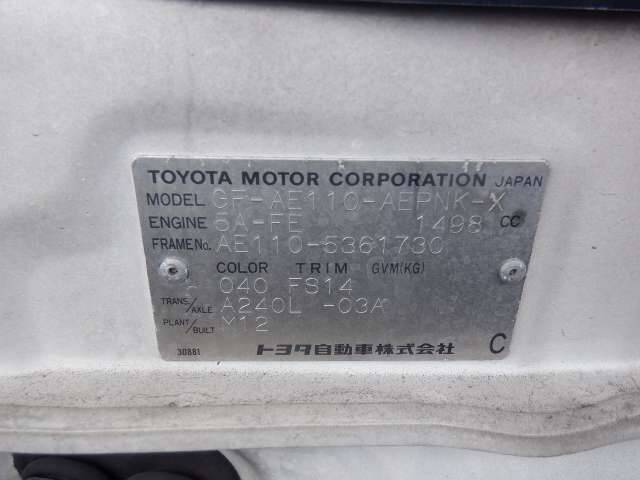 TOYOTA MOTOR CORPORATION JAPAN
MODEL GF-AE110-AEPNK-X
ENGINE 5A-FE 1498 CC
FRAME No. AE110-5361730
COLOR TRIM GVM(KG)
040 FS14
TRANS./AXLE A240L -03A
PLANT/BUILT Y12
30881 トヨタ自動車株式会社 C